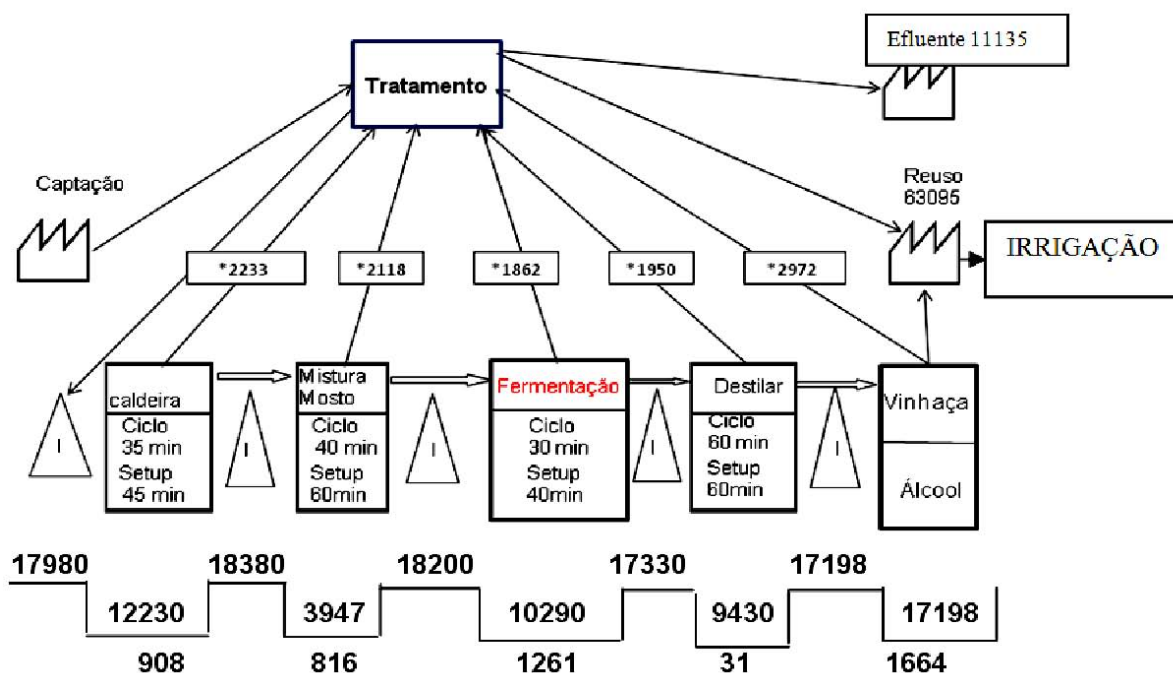 Efluente 11135
Tratamento
Captação
Reuso
63095
IRRIGAÇÃO
*2233
*2118
*1862
*1950
*2972
I
caldeira
Ciclo
35 min
Setup
45 min
I
Mistura
Mosto
Ciclo
40 min
Setup
60min
I
Fermentação
Ciclo
30 min
Setup
40min
I
Destilar
Ciclo
60 min
Setup
60min
I
Vinhaça
Álcool
17980
18380
18200
17330
17198
12230
3947
10290
9430
17198
908
816
1261
31
1664